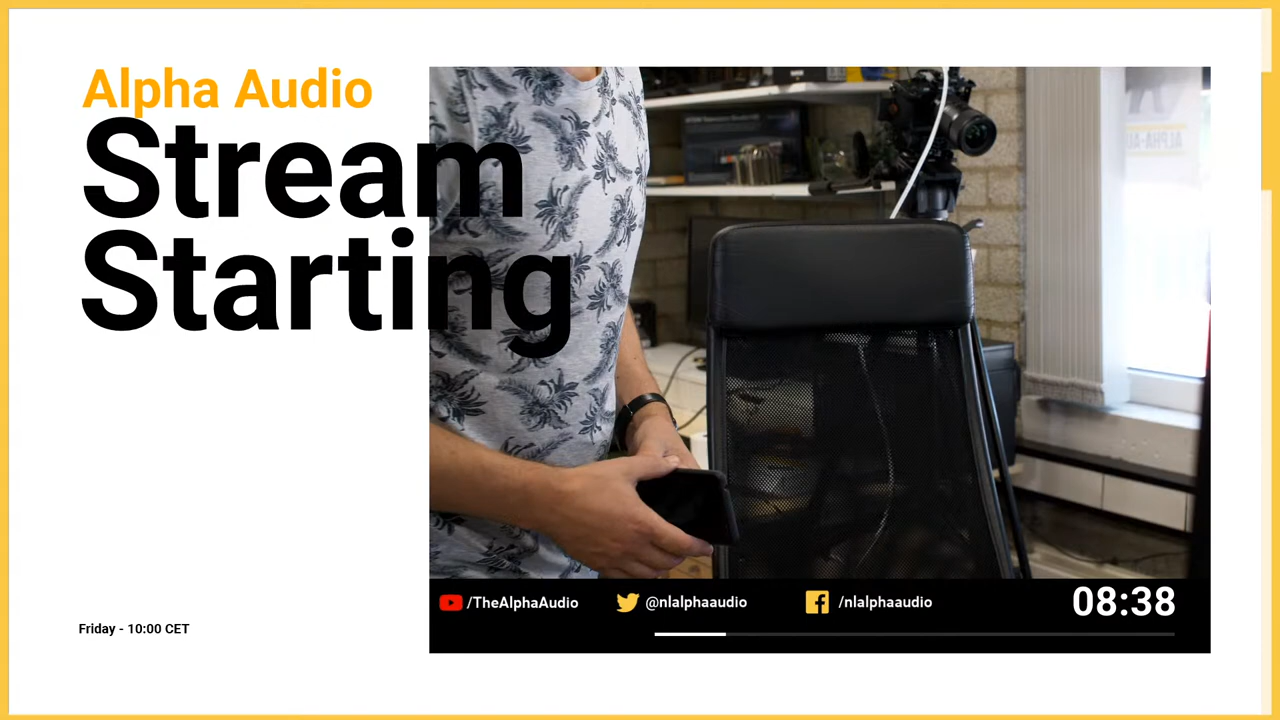 Alpha Audio
Stream
Starting
/TheAlphaAudio
@nlalphaaudio
/nlalphaaudio
08:38
Friday - 10:00 CET